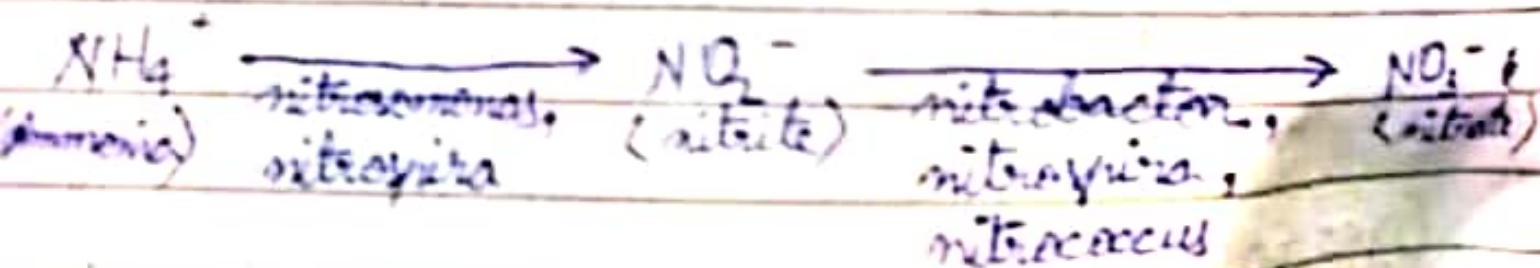 NH4+ → NO2- → NO3-
(ammonia) nitrosomonas, (nitrite) nitrobacter, (nitrate)
nitrospira nitrospira,
nitrococcus